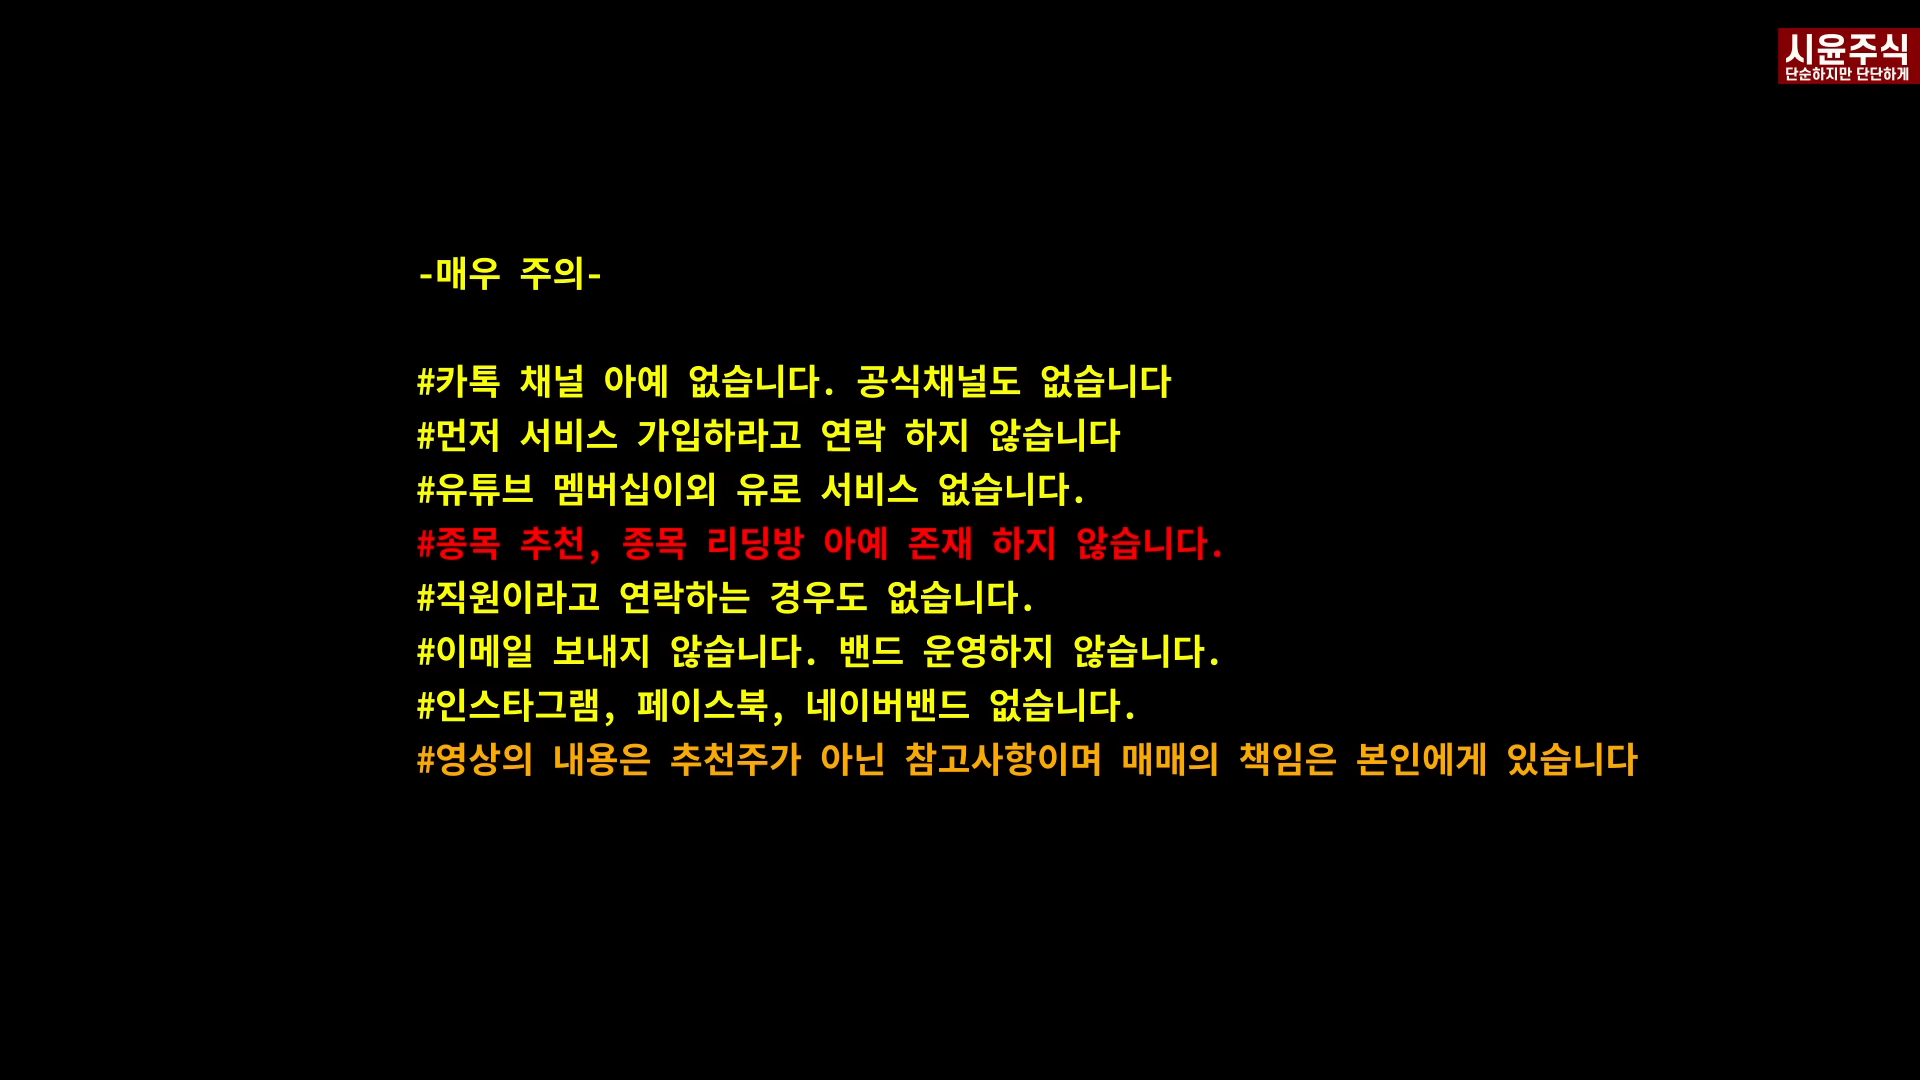 시윤주식
단순하지만 단단하게
-매우 주의-
#카톡 채널 아예 없습니다. 공식채널도 없습니다
#먼저 서비스 가입하라고 연락 하지 않습니다
#유튜브 멤버십이외 유로 서비스 없습니다.
#종목 추천, 종목 리딩방 아예 존재 하지 않습니다.
#직원이라고 연락하는 경우도 없습니다.
#이메일 보내지 않습니다. 밴드 운영하지 않습니다.
#인스타그램, 페이스북, 네이버밴드 없습니다.
#영상의 내용은 추천주가 아닌 참고사항이며 매매의 책임은 본인에게 있습니다